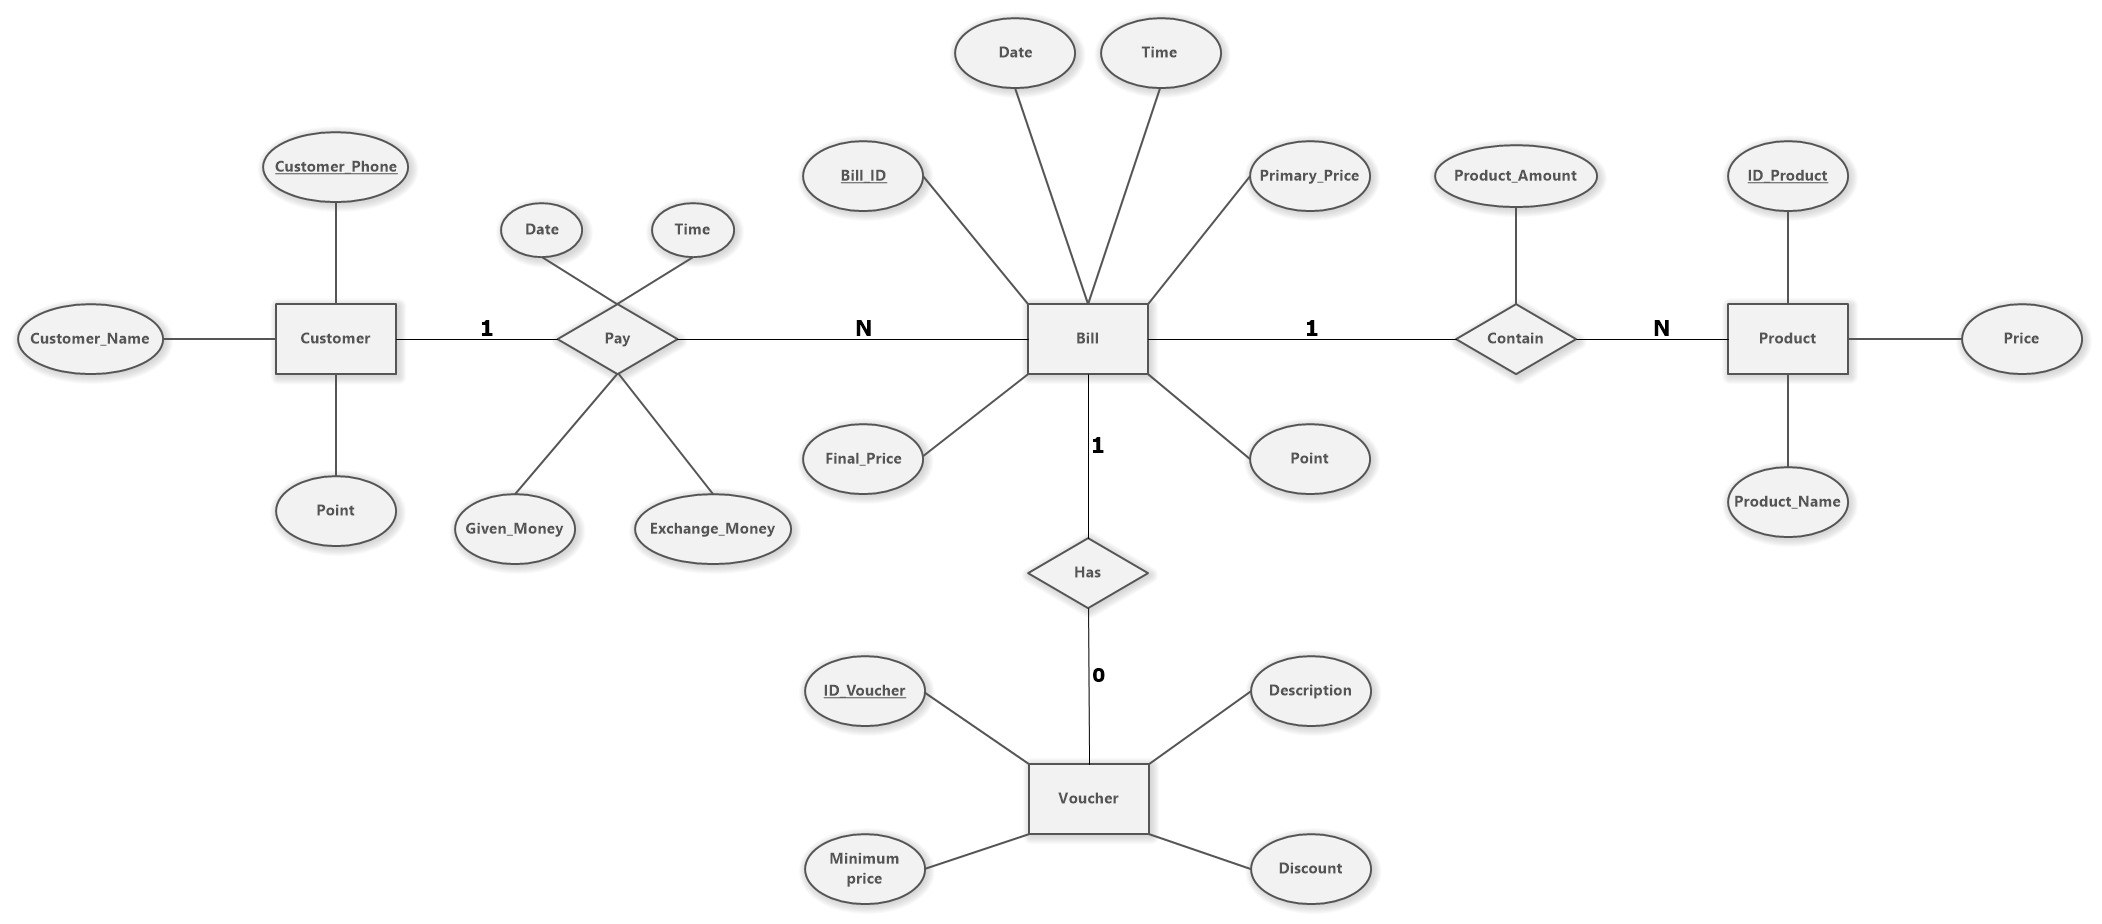 Date
Time
Customer_Phone
Bill_ID
Primary_Price
Product_Amount
ID_Product
Date
Time
Customer_Name
Customer
1
Pay
N
Bill
1
Contain
N
Product
Price
1
Final_Price
Point
Point
Product_Name
Given_Money
Exchange_Money
Has
0
ID_Voucher
Description
Voucher
Minimum
price
Discount